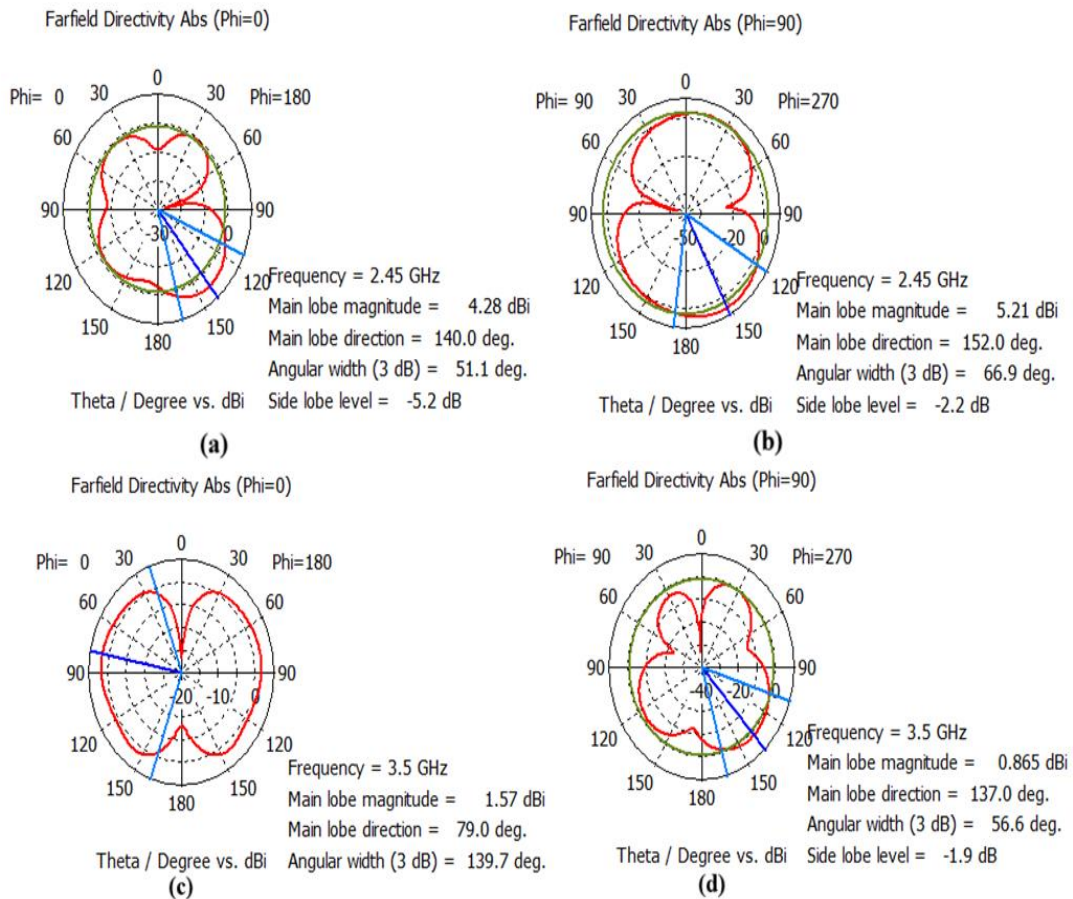 Farfield Directivity Abs (Phi=0)
0
Phi= 0 30 30 Phi=180
60 60
90 -30 0 90
120 120
150 150
180
Frequency = 2.45 GHz
Main lobe magnitude = 4.28 dBi
Main lobe direction = 140.0 deg.
Angular width (3 dB) = 51.1 deg.
Theta / Degree vs. dBi Side lobe level = -5.2 dB
(a)
Farfield Directivity Abs (Phi=90)
0
Phi= 90 30 30 Phi=270
60 60
90 -50 -20 0 90
120 120
150 150
180
Frequency = 2.45 GHz
Main lobe magnitude = 5.21 dBi
Main lobe direction = 152.0 deg.
Angular width (3 dB) = 66.9 deg.
Theta / Degree vs. dBi Side lobe level = -2.2 dB
(b)
Farfield Directivity Abs (Phi=0)
0
Phi= 0 30 30 Phi=180
60 60
90 -20 -10 0 90
120 120
150 150
180
Frequency = 3.5 GHz
Main lobe magnitude = 1.57 dBi
Main lobe direction = 79.0 deg.
Theta / Degree vs. dBi Angular width (3 dB) = 139.7 deg.
(c)
Farfield Directivity Abs (Phi=90)
0
Phi= 90 30 30 Phi=270
60 60
90 -40 -20 0 90
120 120
150 150
180
Frequency = 3.5 GHz
Main lobe magnitude = 0.865 dBi
Main lobe direction = 137.0 deg.
Angular width (3 dB) = 56.6 deg.
Theta / Degree vs. dBi Side lobe level = -1.9 dB
(d)